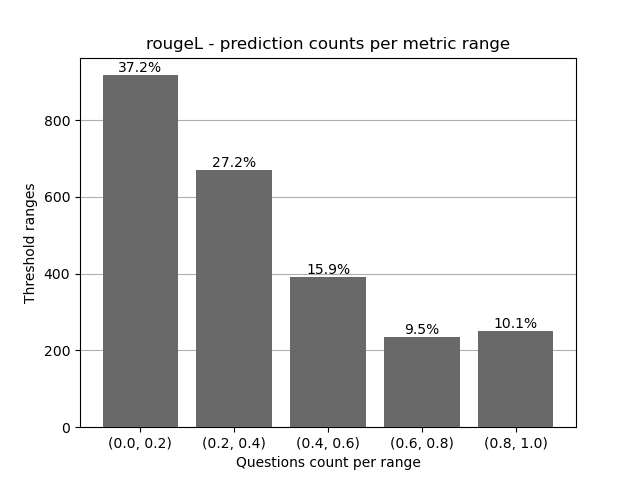 rougeL - prediction counts per metric range
37.2%
27.2%
15.9%
9.5%
10.1%
800
600
400
200
0
Threshold ranges
(0.0, 0.2) (0.2, 0.4) (0.4, 0.6) (0.6, 0.8) (0.8, 1.0)
Questions count per range